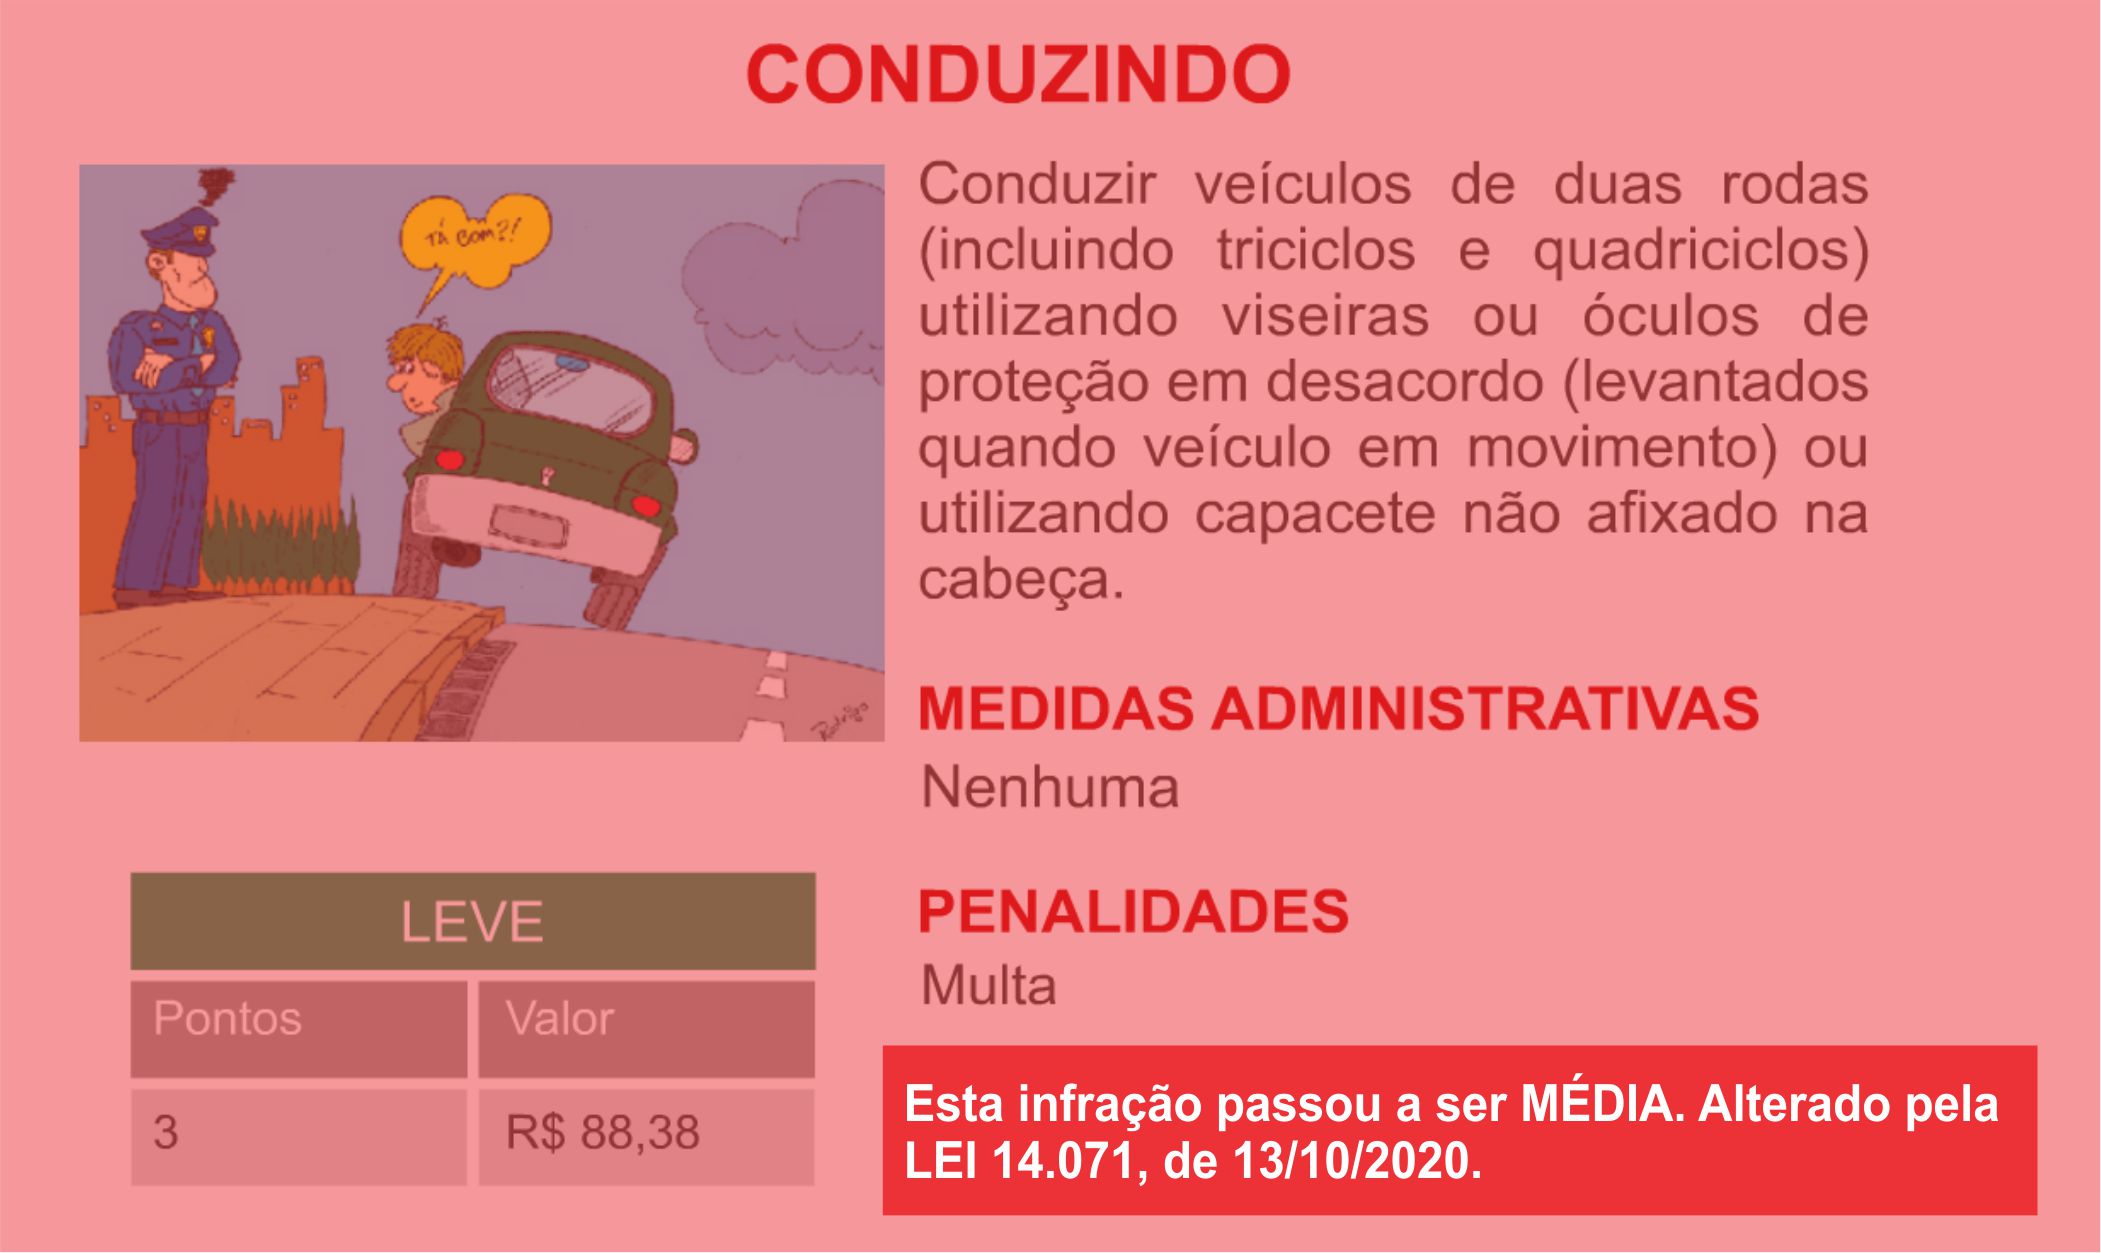 CONDUZINDO
TÁ BOM?!
Conduzir veículos de duas rodas
(incluindo triciclos e quadriciclos)
utilizando viseiras ou óculos de
proteção em desacordo (levantados
quando veículo em movimento) ou
utilizando capacete não afixado na
cabeça.
Rodrigo
MEDIDAS ADMINISTRATIVAS
Nenhuma
LEVE
Pontos Valor
3 R$ 88,38
PENALIDADES
Multa
Esta infração passou a ser MÉDIA. Alterado pela
LEI 14.071, de 13/10/2020.